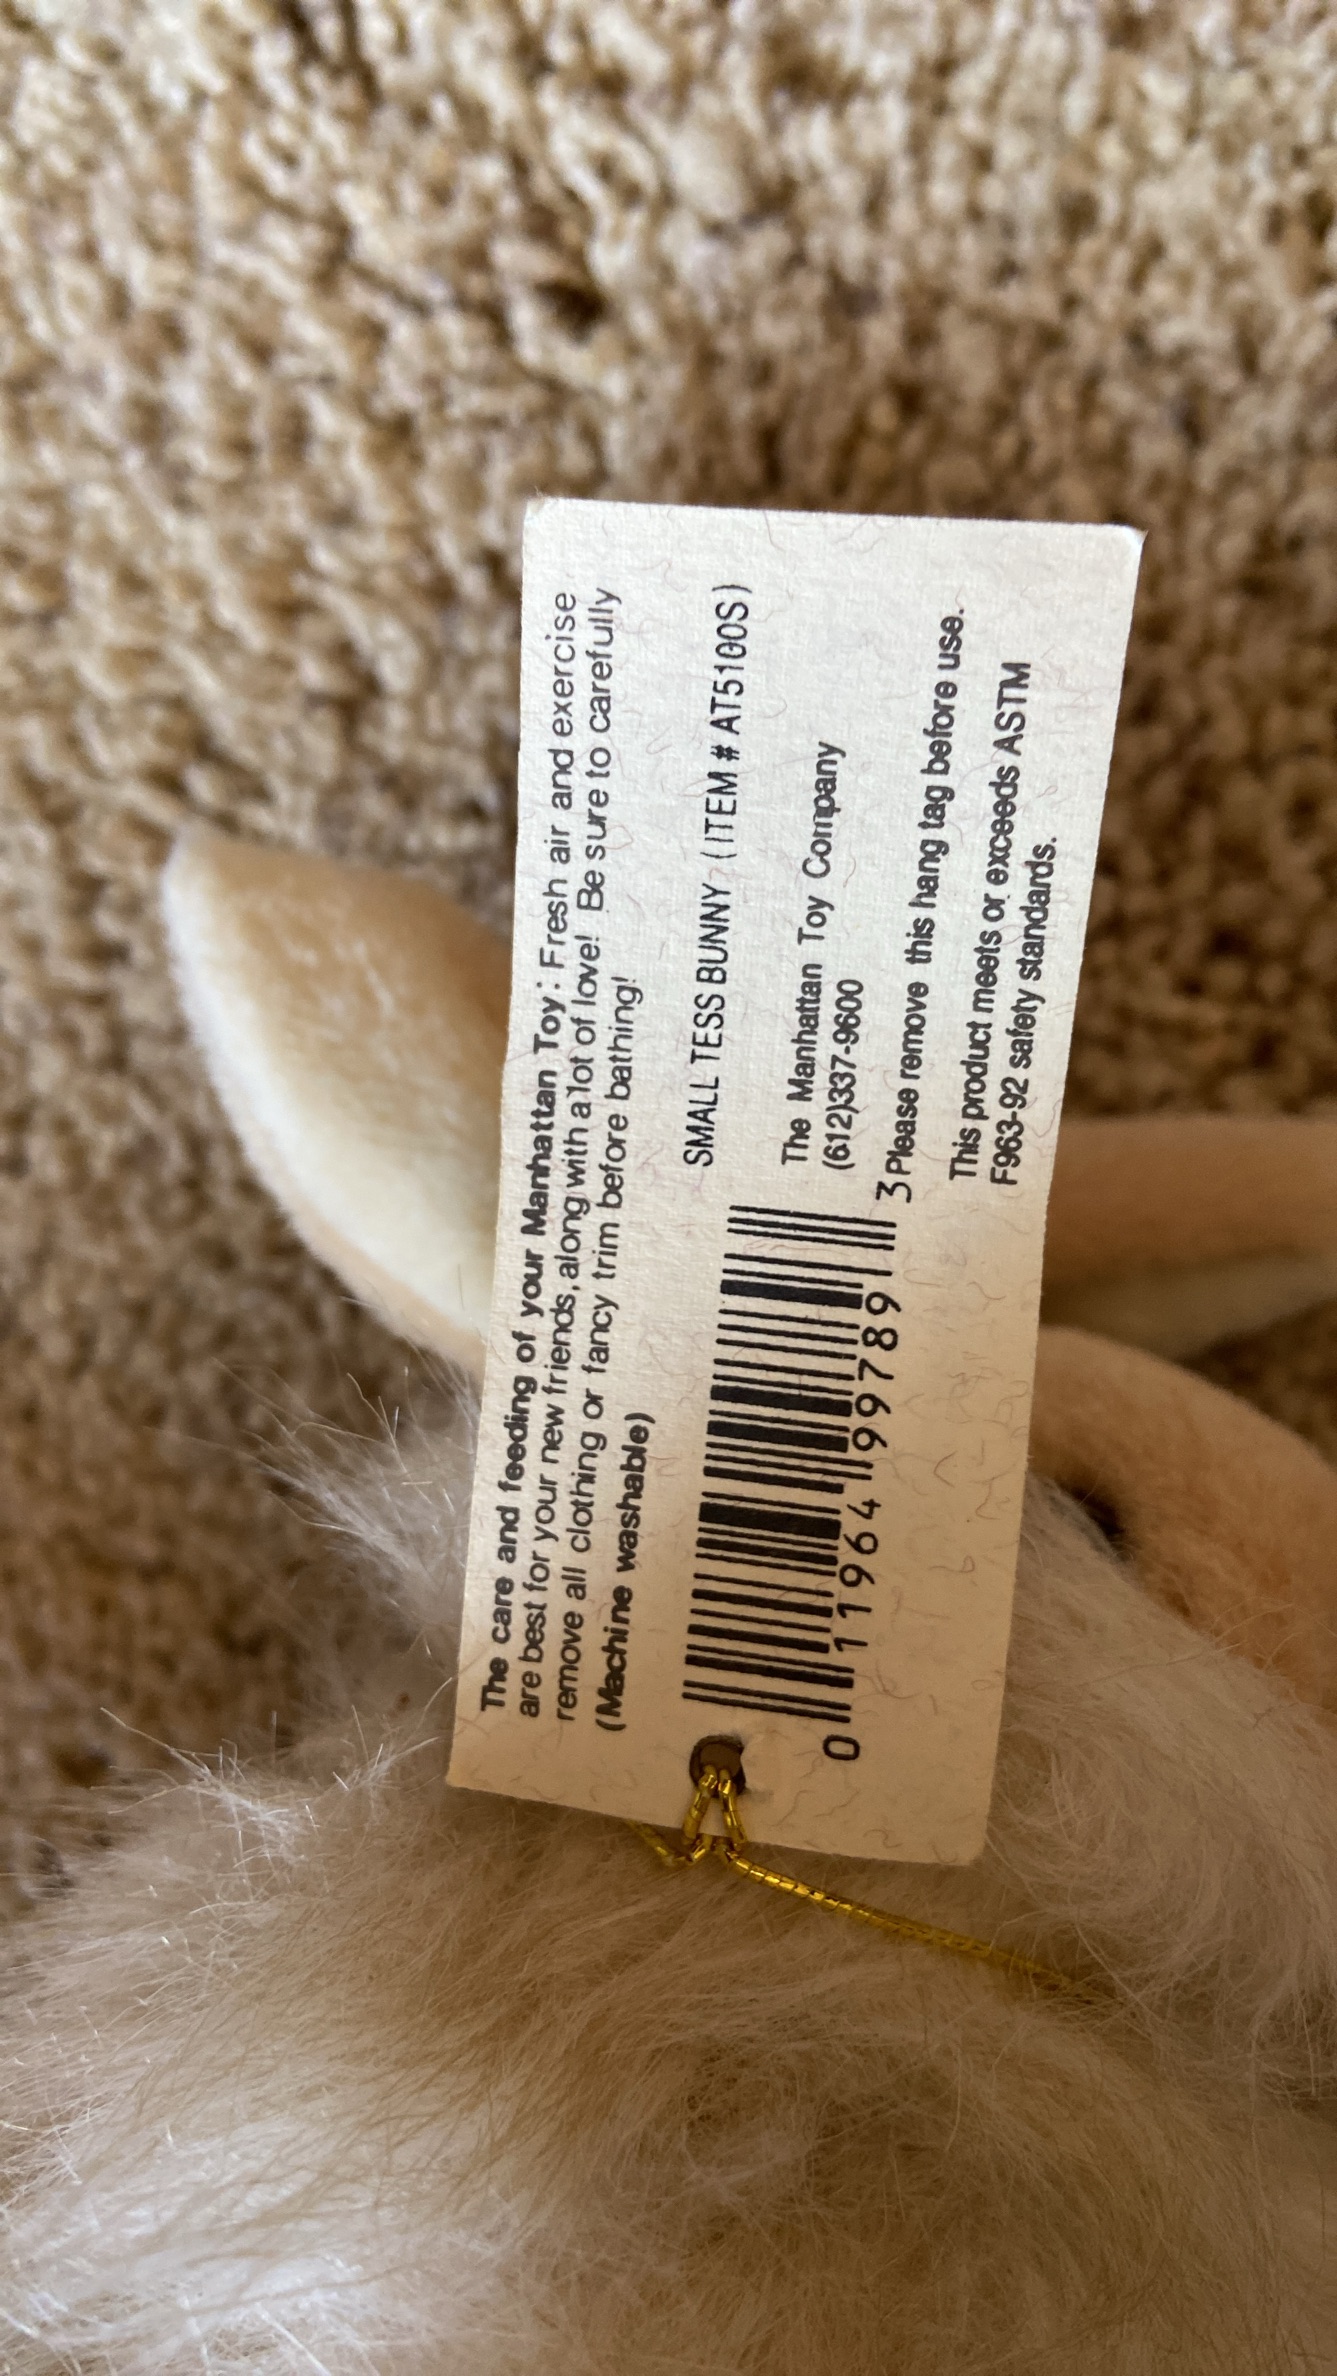 The care and feeding of your Manhattan Toy: Fresh air and exercise
are best for your new friends, along with a lot of love! Be sure to carefully
remove all clothing or fancy trim before bathing!
(Machine washable)
SMALL TESS BUNNY (ITEM # AT5100S)
The Manhattan Toy Company
(612)337-9600
Please remove this hang tag before use.
This product meets or exceeds ASTM
F963-92 safety standards.
0 11964 99789 3